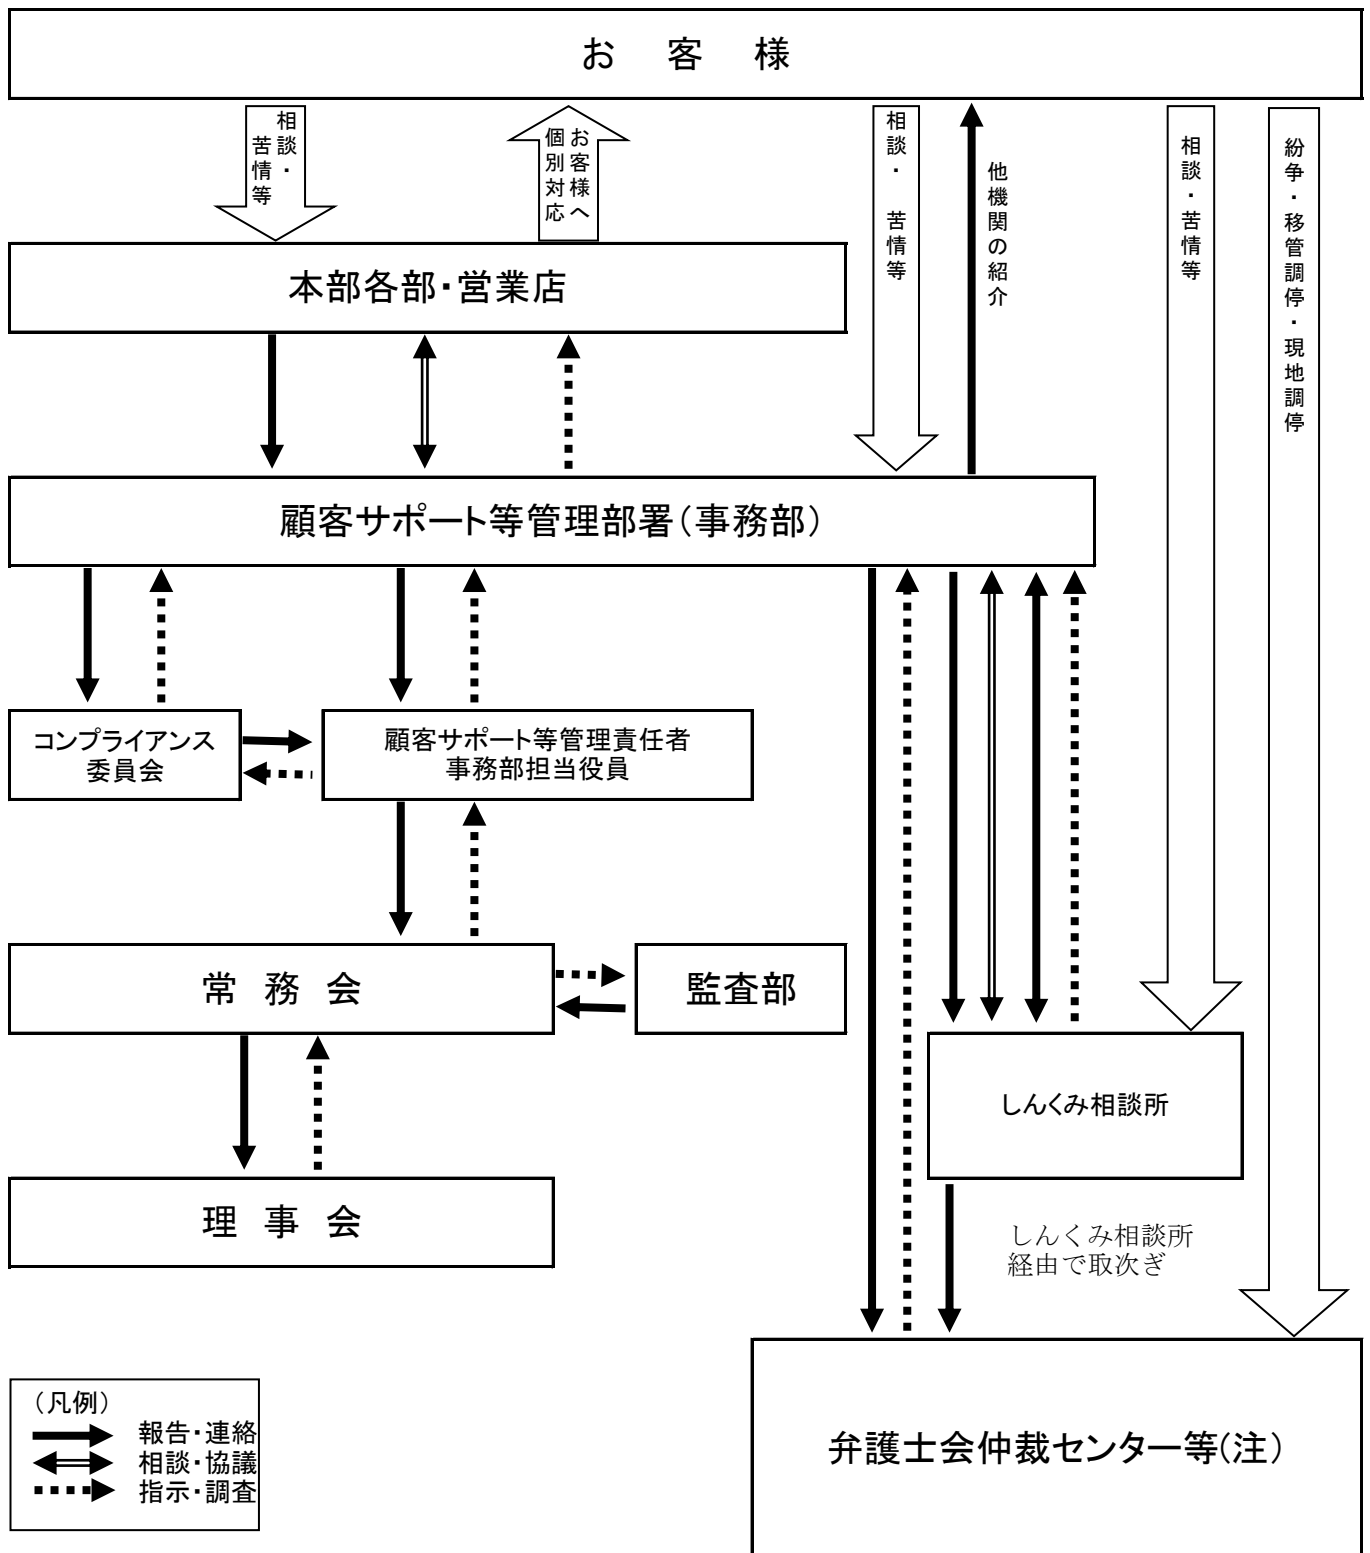 お 客 様
相談・
苦情等
お客様へ
個別対応
相談・ 苦情等
他機関の紹介
相談・苦情等
紛争・移管調停・現地調停
本部各部・営業店
顧客サポート等管理部署(事務部)
コンプライアンス
委員会
顧客サポート等管理責任者
事務部担当役員
常 務 会
監査部
しんくみ相談所
理 事 会
しんくみ相談所
経由で取次ぎ
弁護士会仲裁センター等(注)
(凡例)
報告・連絡
相談・協議
指示・調査